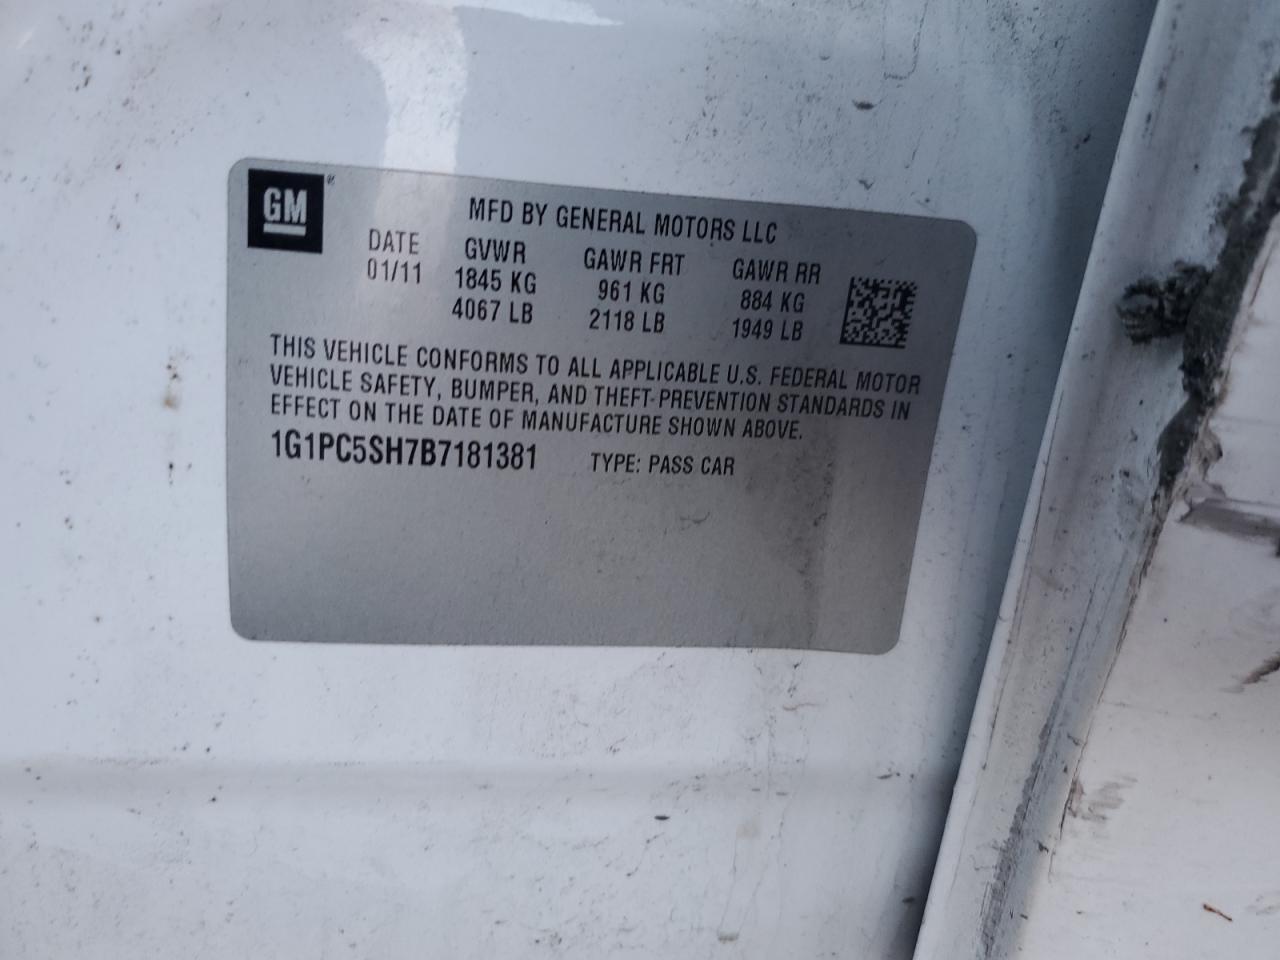 GM®
MFD BY GENERAL MOTORS LLC
DATE GVWR GAWR FRT GAWR RR
01/11 1845 KG 961 KG 884 KG
4067 LB 2118 LB 1949 LB
THIS VEHICLE CONFORMS TO ALL APPLICABLE U.S. FEDERAL MOTOR
VEHICLE SAFETY, BUMPER, AND THEFT-PREVENTION STANDARDS IN
EFFECT ON THE DATE OF MANUFACTURE SHOWN ABOVE.
1G1PC5SH7B7181381 TYPE: PASS CAR